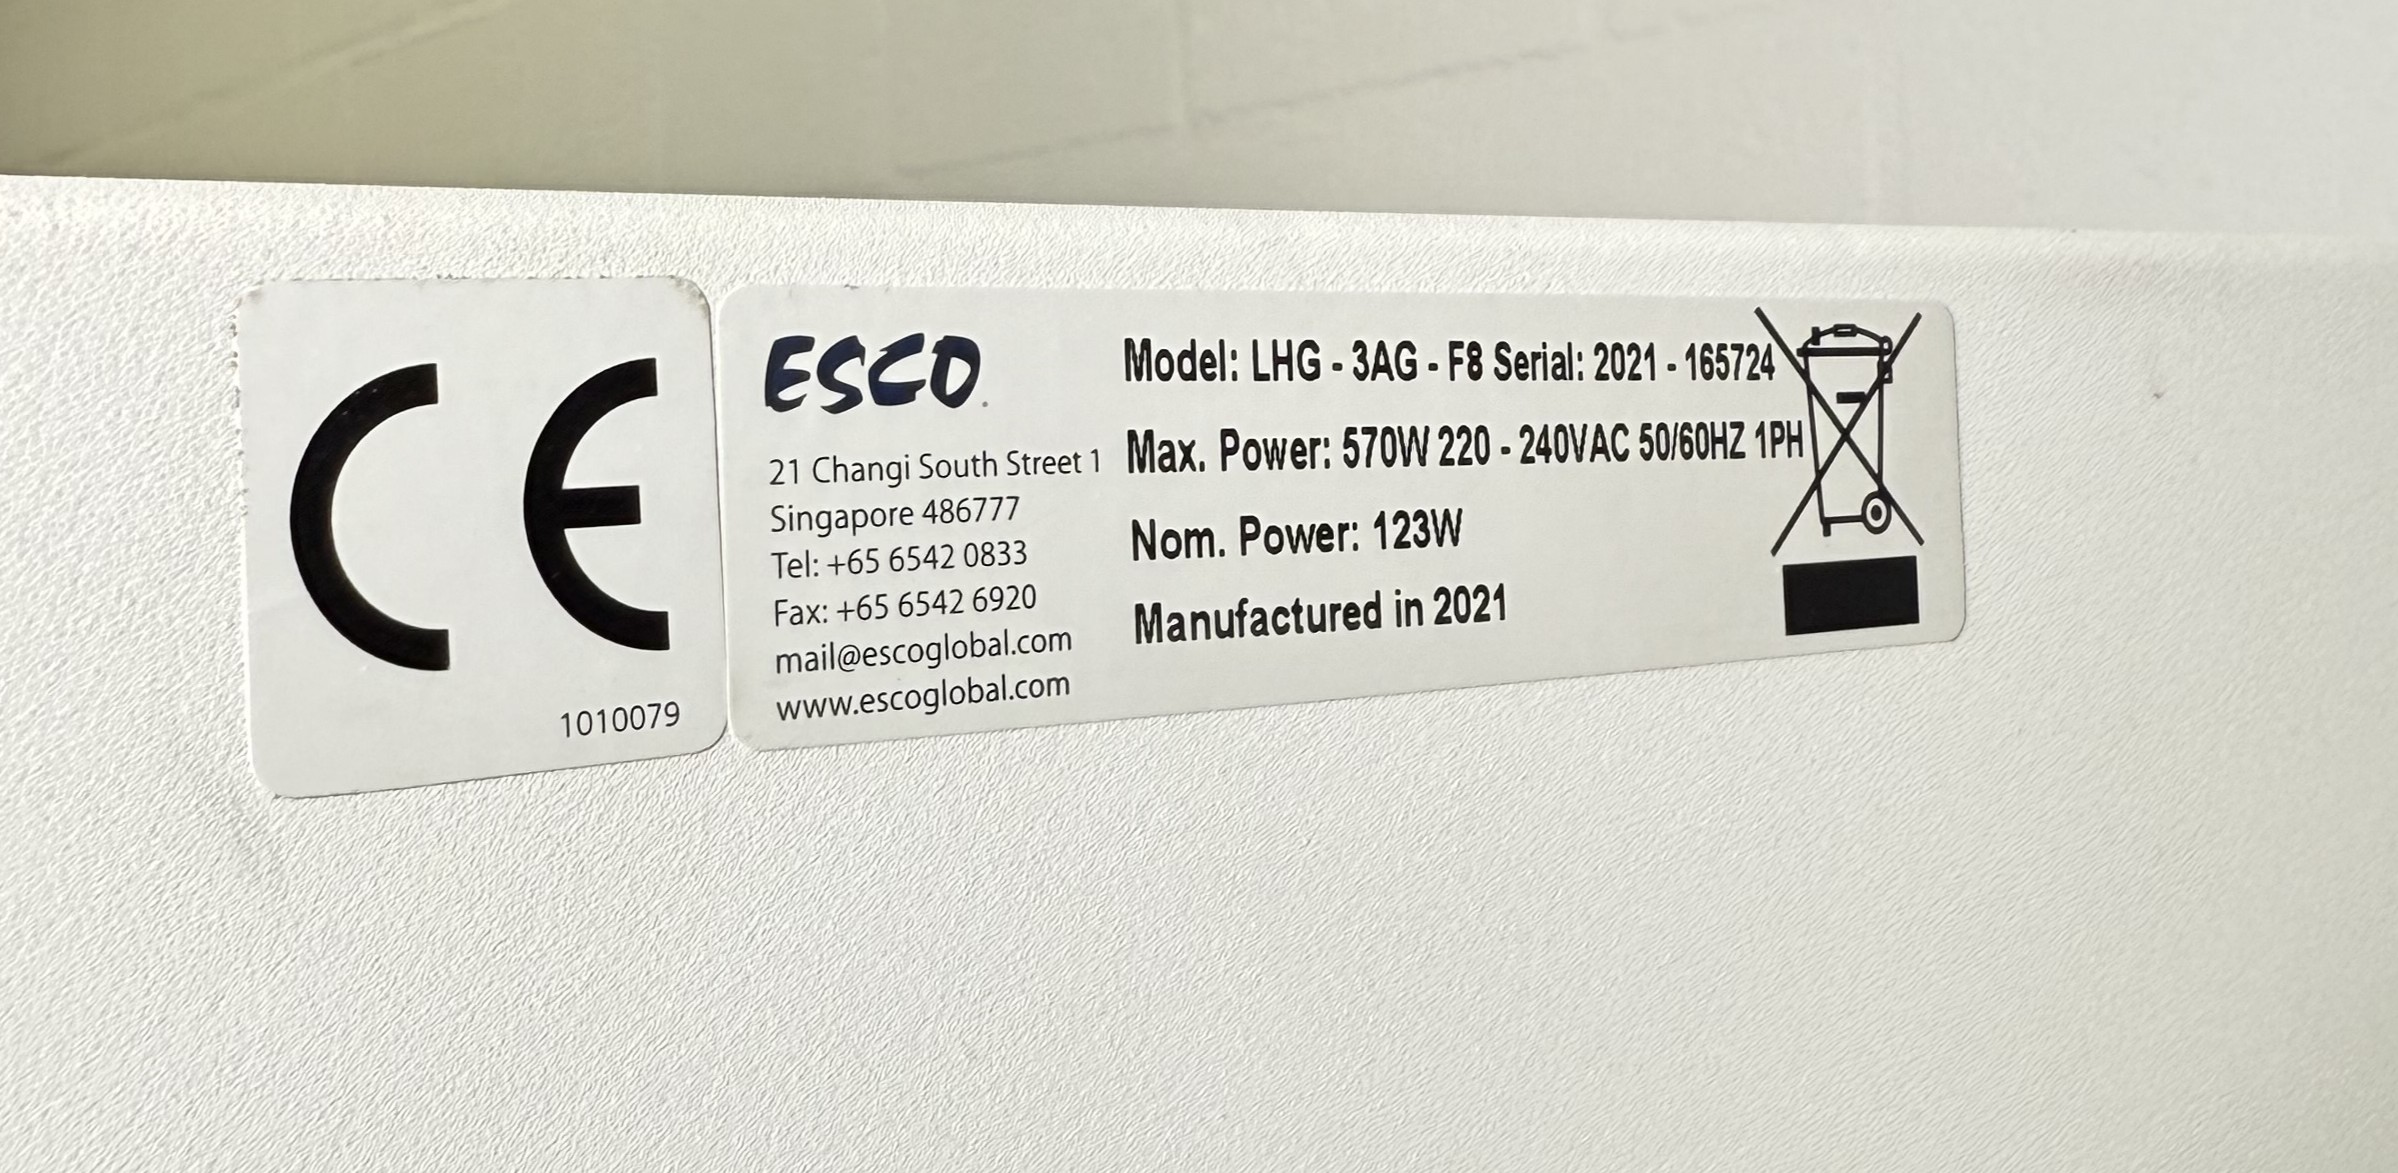 CE
1010079
ESCO
21 Changi South Street 1
Singapore 486777
Tel: +65 6542 0833
Fax: +65 6542 6920
mail@escoglobal.com
www.escoglobal.com
Model: LHG - 3AG - F8 Serial: 2021 - 165724
Max. Power: 570W 220 - 240VAC 50/60HZ 1PH
Nom. Power: 123W
Manufactured in 2021